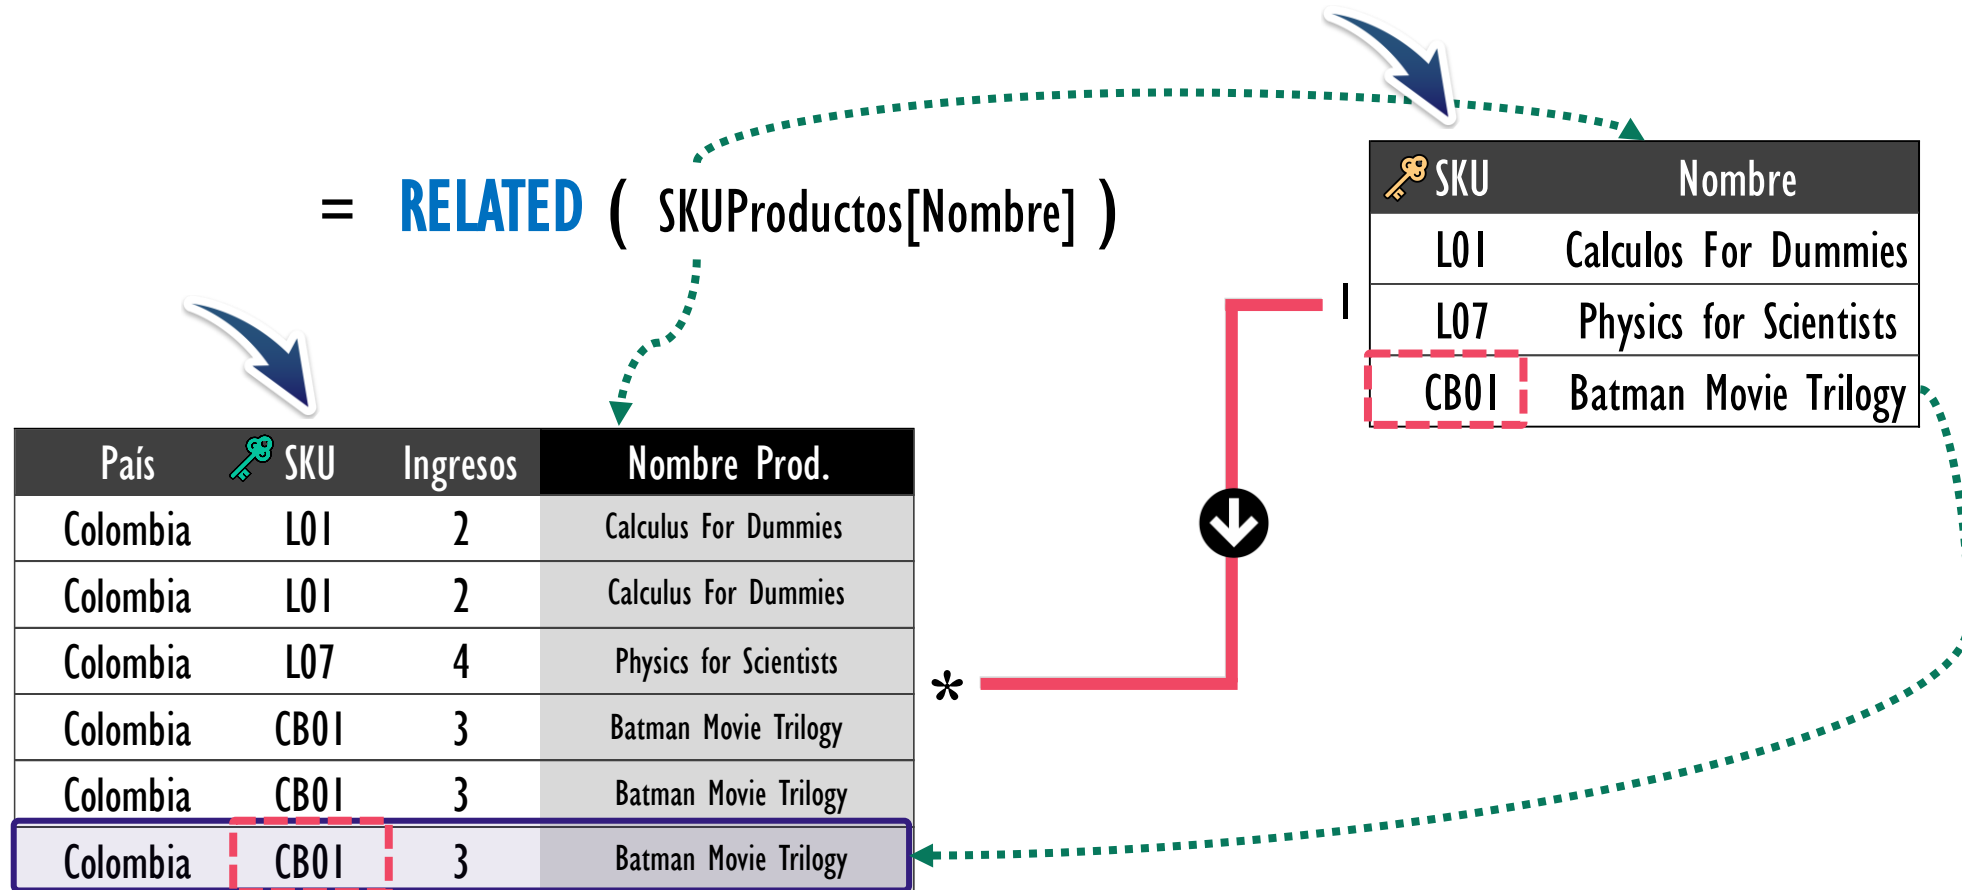 = RELATED ( SKUProductos[Nombre] )
SKU Nombre
L01 Calculos For Dummies
L07 Physics for Scientists
CB01 Batman Movie Trilogy
1
País SKU Ingresos Nombre Prod.
Colombia L01 2 Calculus For Dummies
Colombia L01 2 Calculus For Dummies
Colombia L07 4 Physics for Scientists
*
Colombia CB01 3 Batman Movie Trilogy
Colombia CB01 3 Batman Movie Trilogy
Colombia CB01 3 Batman Movie Trilogy